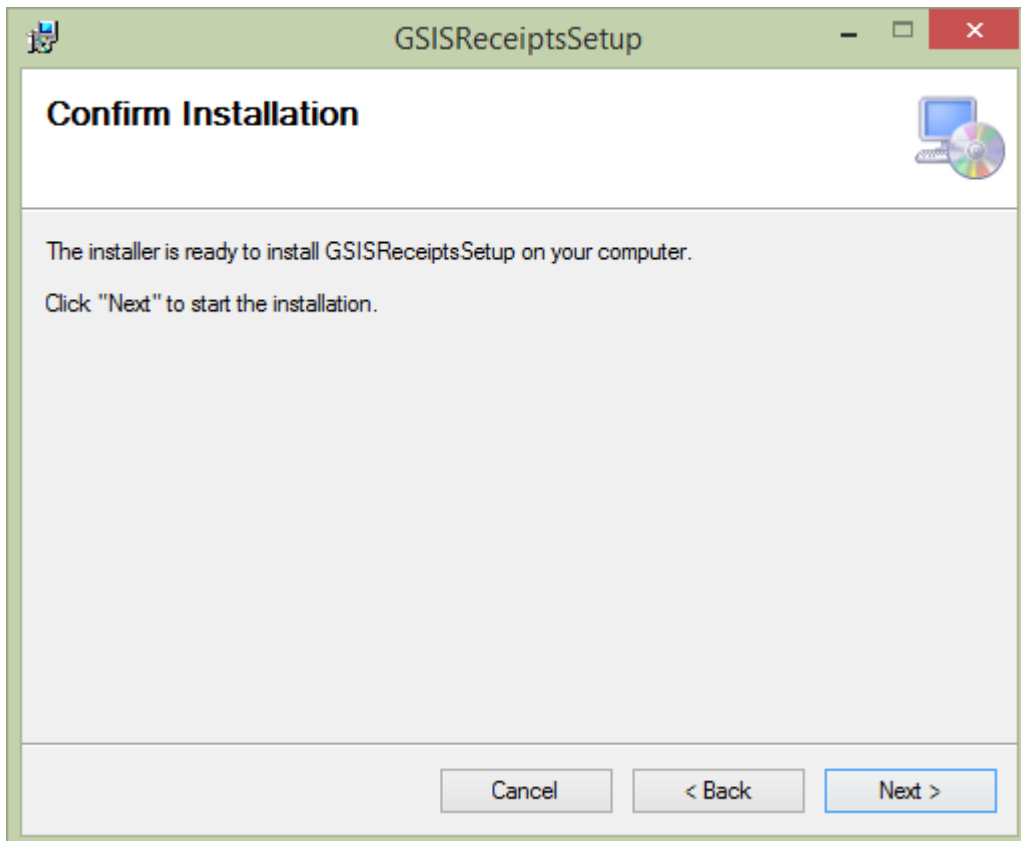 GSISReceiptsSetup
Confirm Installation
The installer is ready to install GSISReceiptsSetup on your computer.
Click "Next" to start the installation.
Cancel
< Back
Next >